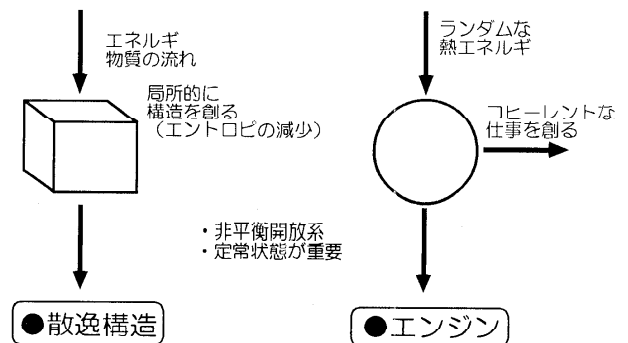 エネルギ
物質の流れ
局所的に
構造を創る
（エントロピの減少）
ランダムな
熱エネルギ
コヒーレントな
仕事を創る
・非平衡開放系
・定常状態が重要
●散逸構造
●エンジン